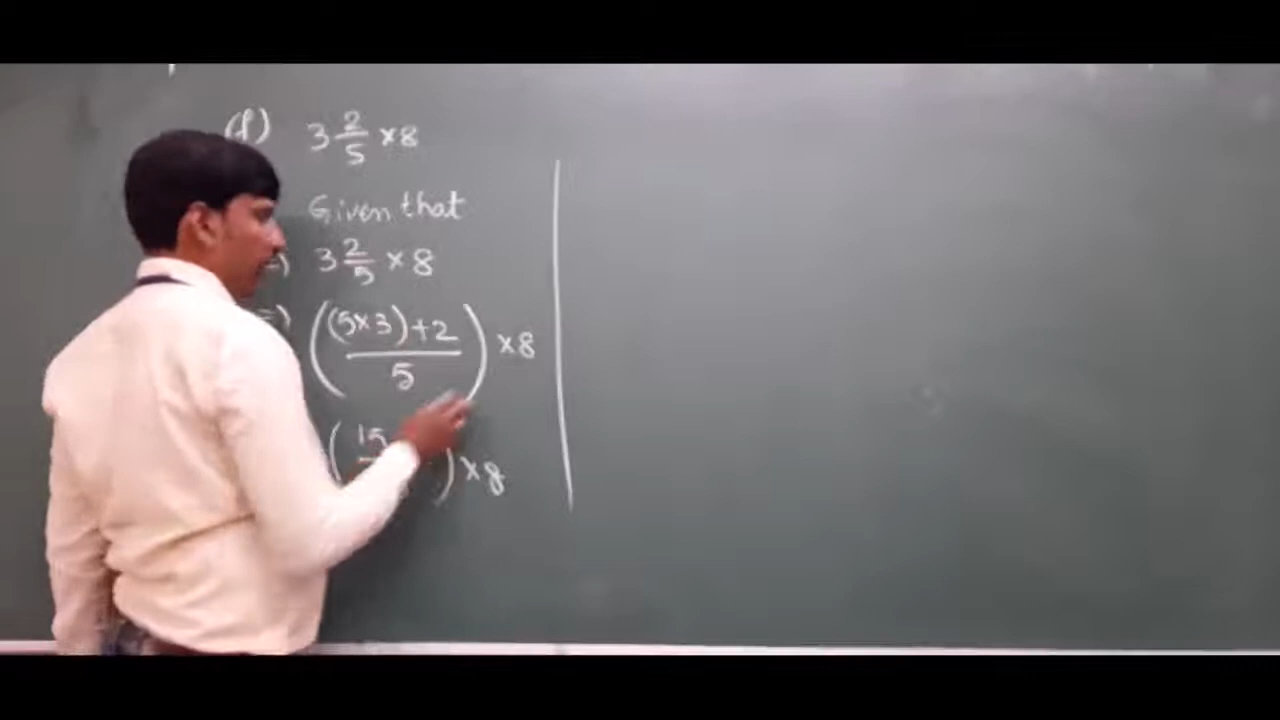 (f) 3 2/5 ×8
Given that
3 2/5 × 8
((5×3)+2)/5 ×8
(15 ) ×8